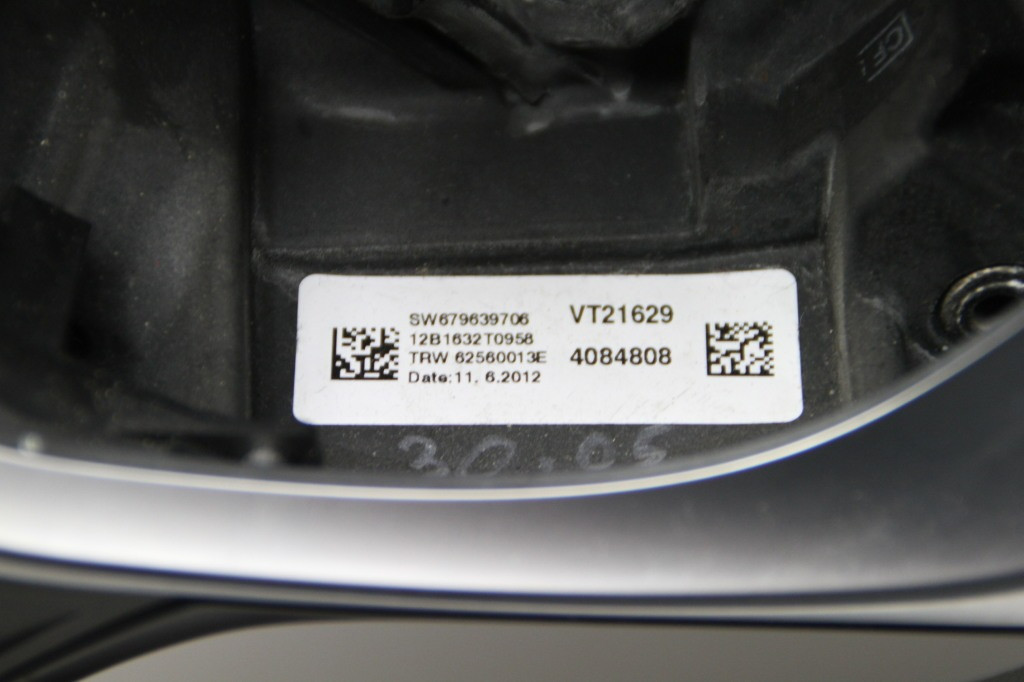 SW679639706
12B1632T0958
TRW 62560013E
Date:11. 6.2012
VT21629
4084808
30.05